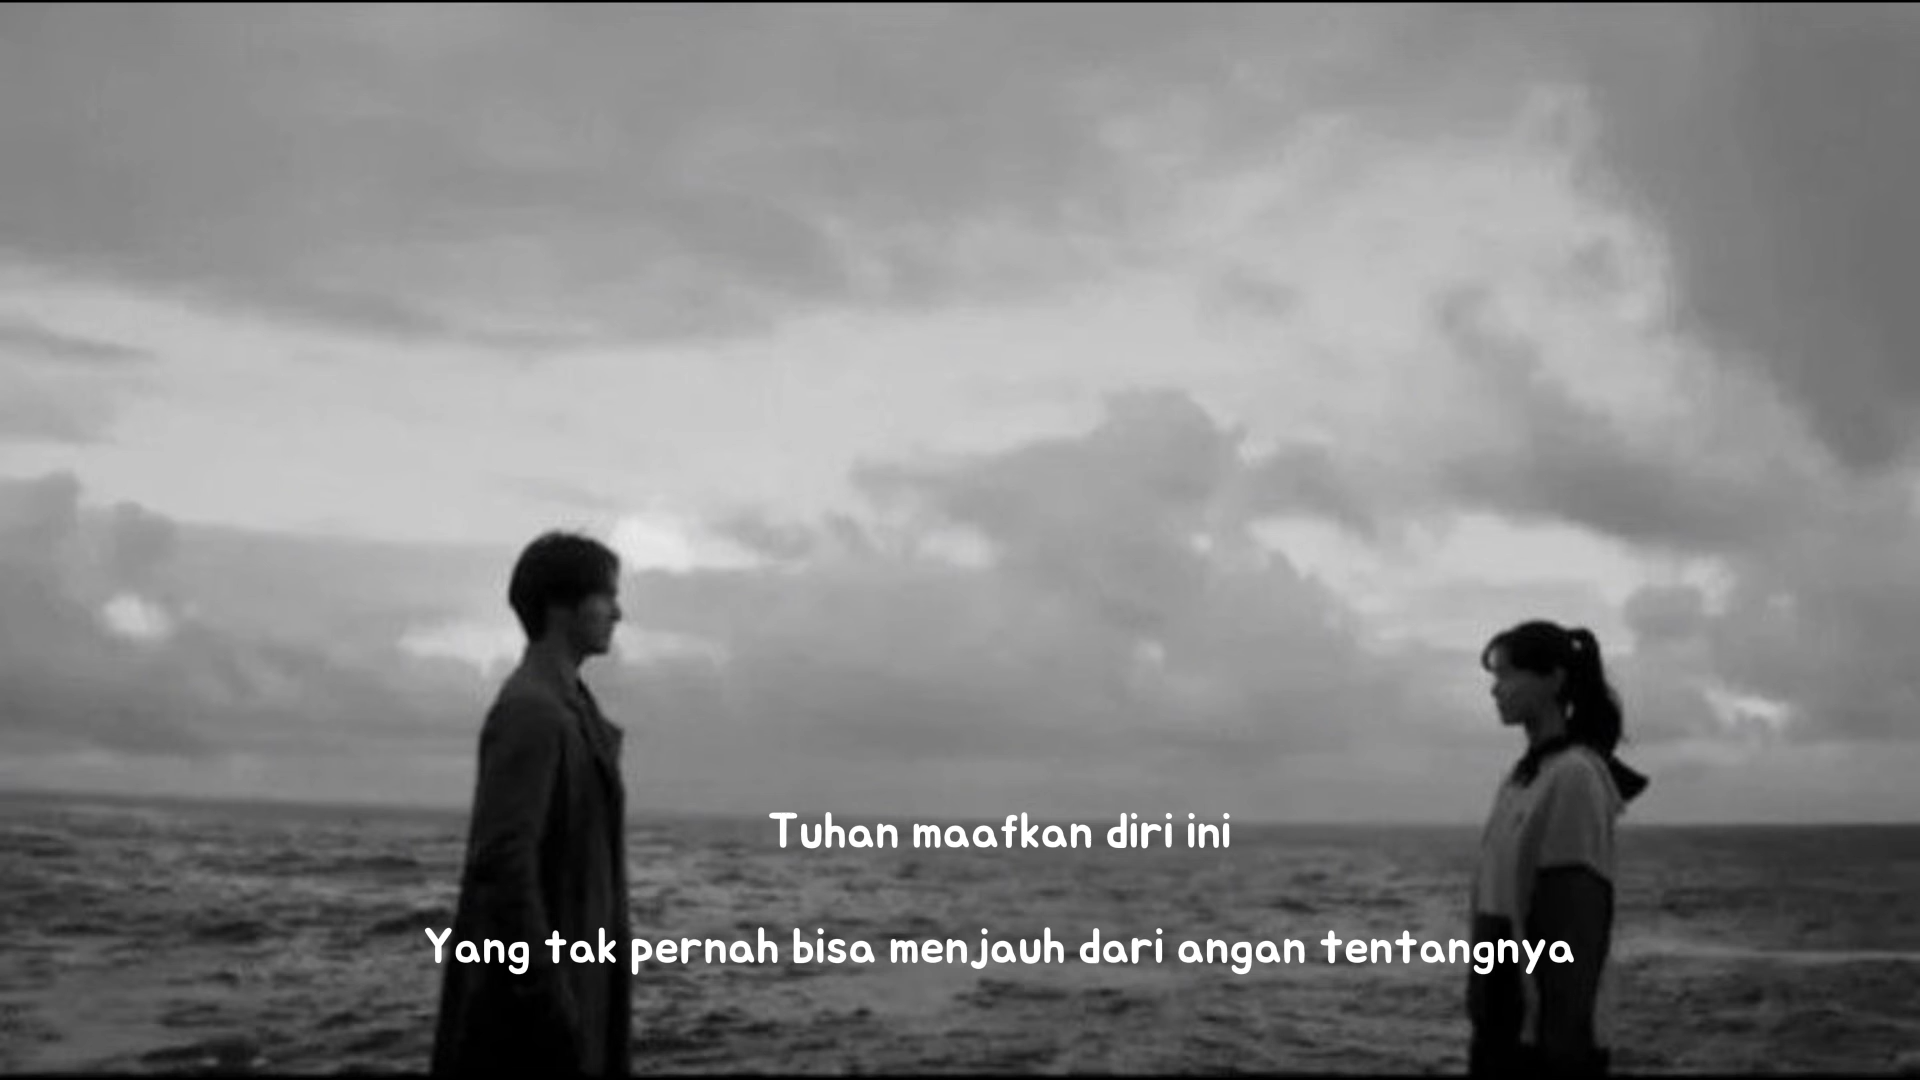 Tuhan maafkan diri ini
Yang tak pernah bisa menjauh dari angan tentangnya